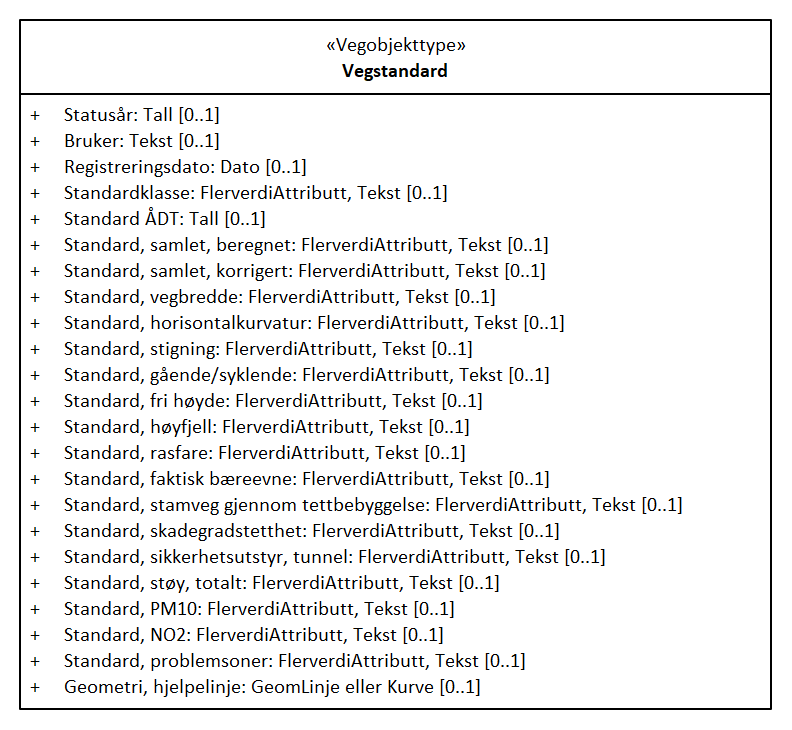 «Vegobjekttype»
Vegstandard
+ Statusår: Tall [0..1]
+ Bruker: Tekst [0..1]
+ Registreringsdato: Dato [0..1]
+ Standardklasse: FlerverdiAttributt, Tekst [0..1]
+ Standard ÅDT: Tall [0..1]
+ Standard, samlet, beregnet: FlerverdiAttributt, Tekst [0..1]
+ Standard, samlet, korrigert: FlerverdiAttributt, Tekst [0..1]
+ Standard, vegbredde: FlerverdiAttributt, Tekst [0..1]
+ Standard, horisontalkurvatur: FlerverdiAttributt, Tekst [0..1]
+ Standard, stigning: FlerverdiAttributt, Tekst [0..1]
+ Standard, gående/syklende: FlerverdiAttributt, Tekst [0..1]
+ Standard, fri høyde: FlerverdiAttributt, Tekst [0..1]
+ Standard, høyfjell: FlerverdiAttributt, Tekst [0..1]
+ Standard, rasfare: FlerverdiAttributt, Tekst [0..1]
+ Standard, faktisk bæreevne: FlerverdiAttributt, Tekst [0..1]
+ Standard, stamveg gjennom tettbebyggelse: FlerverdiAttributt, Tekst [0..1]
+ Standard, skadegradstetthet: FlerverdiAttributt, Tekst [0..1]
+ Standard, sikkerhetsutstyr, tunnel: FlerverdiAttributt, Tekst [0..1]
+ Standard, støy, totalt: FlerverdiAttributt, Tekst [0..1]
+ Standard, PM10: FlerverdiAttributt, Tekst [0..1]
+ Standard, NO2: FlerverdiAttributt, Tekst [0..1]
+ Standard, problemsoner: FlerverdiAttributt, Tekst [0..1]
+ Geometri, hjelpelinje: GeomLinje eller Kurve [0..1]